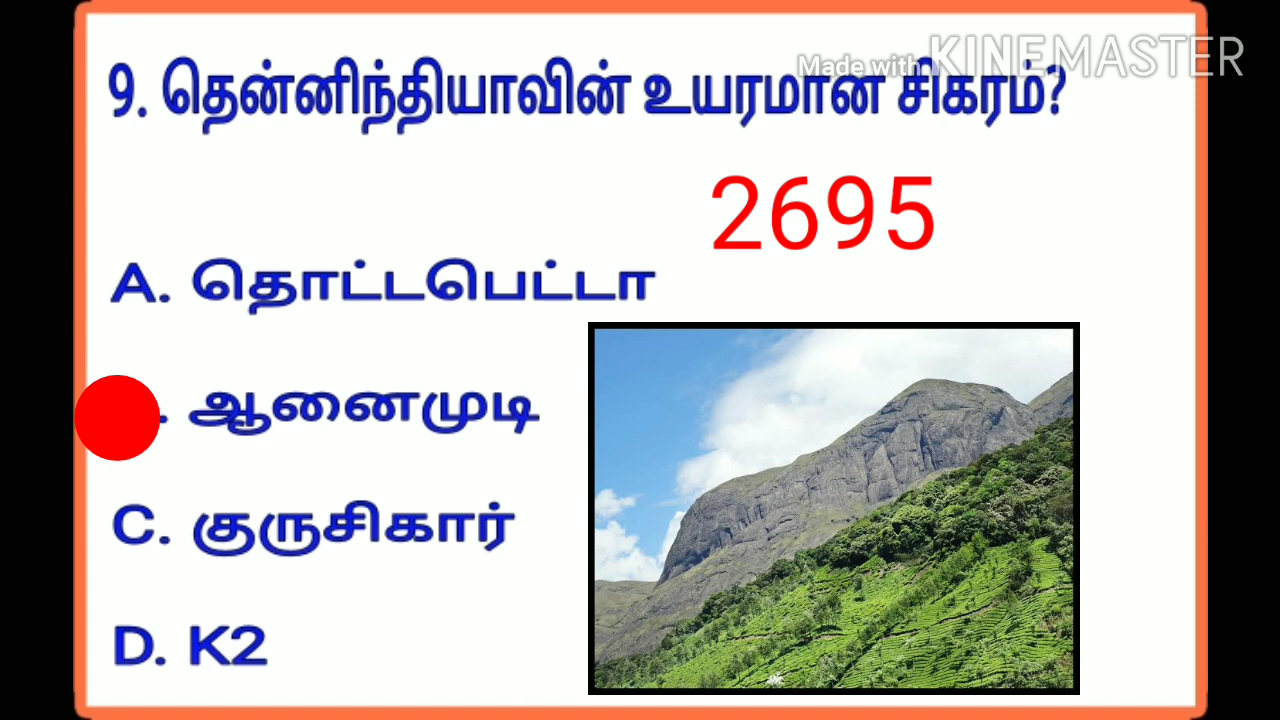 Made with KINEMASTER
9. தென்னிந்தியாவின் உயரமான சிகரம்?
2695
A. தொட்டபெட்டா
. ஆனைமுடி
C. குருசிகார்
D. K2